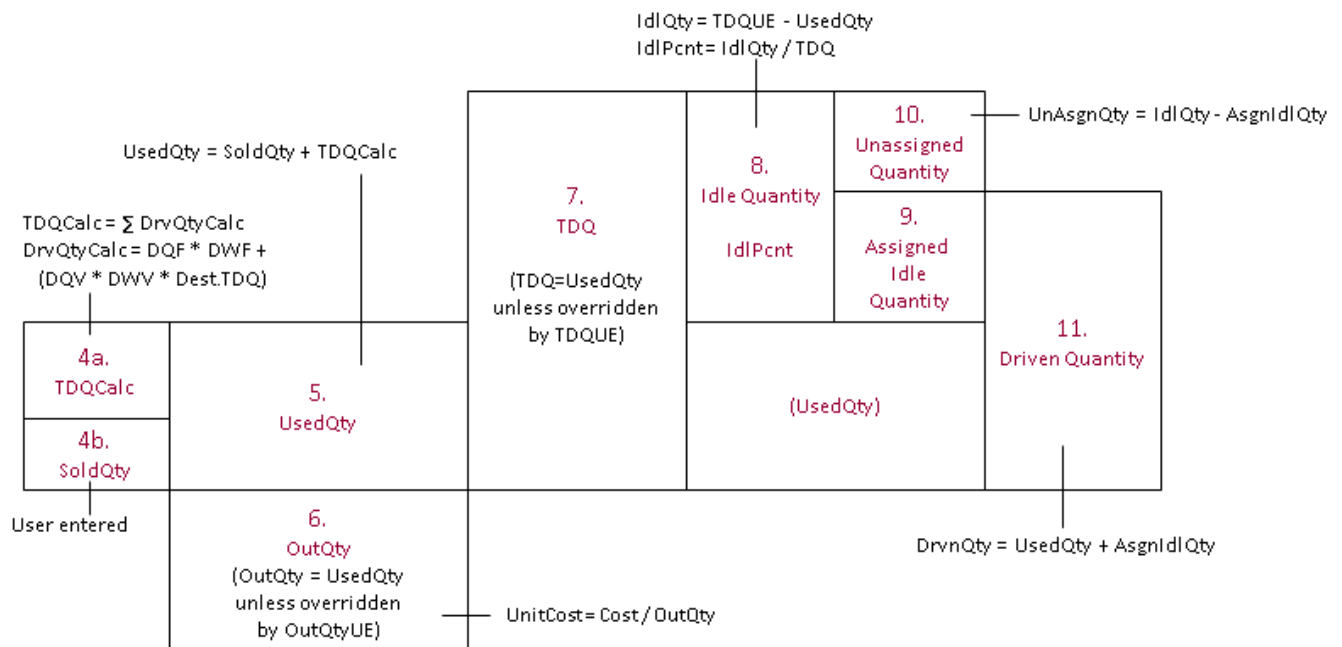 IdlQty = TDQUE - UsedQty
IdlPcnt = IdlQty / TDQ
UsedQty = SoldQty + TDQCalc
TDQCalc = ∑ DrvQtyCalc
DrvQtyCalc = DQF * DWF +
(DQV * DWV * Dest.TDQ)
4a.
TDQCalc
4b.
SoldQty
User entered
5.
UsedQty
6.
OutQty
(OutQty = UsedQty
unless overridden
by OutQtyUE)
UnitCost= Cost / OutQty
7.
TDQ
(TDQ=UsedQty
unless overridden
by TDQUE)
8.
Idle Quantity
IdlPcnt
10.
Unassigned
Quantity
UnAsgnQty = IdlQty - AsgnIdlQty
9.
Assigned
Idle
Quantity
(UsedQty)
11.
Driven Quantity
DrvnQty = UsedQty + AsgnIdlQty